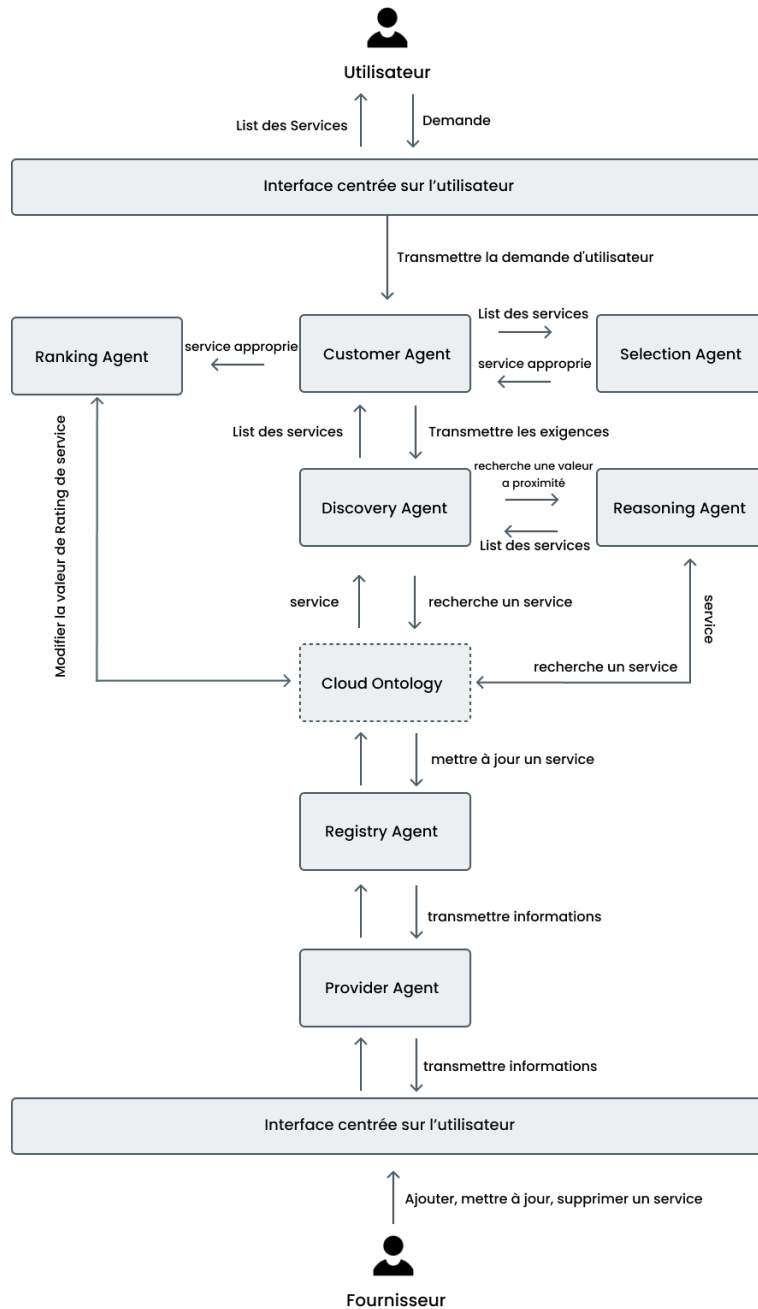 Utilisateur
List des Services
Demande
Interface centrée sur l'utilisateur
Transmettre la demande d'utilisateur
Ranking Agent
service approprie
Customer Agent
List des services
service approprie
Selection Agent
Modifier la valeur de Rating de service
List des services
Transmettre les exigences
Discovery Agent
recherche une valeur
a proximité
List des services
Reasoning Agent
service
recherche un service
service
recherche un service
Cloud Ontology
mettre à jour un service
Registry Agent
transmettre informations
Provider Agent
transmettre informations
Interface centrée sur l'utilisateur
Ajouter, mettre à jour, supprimer un service
Fournisseur